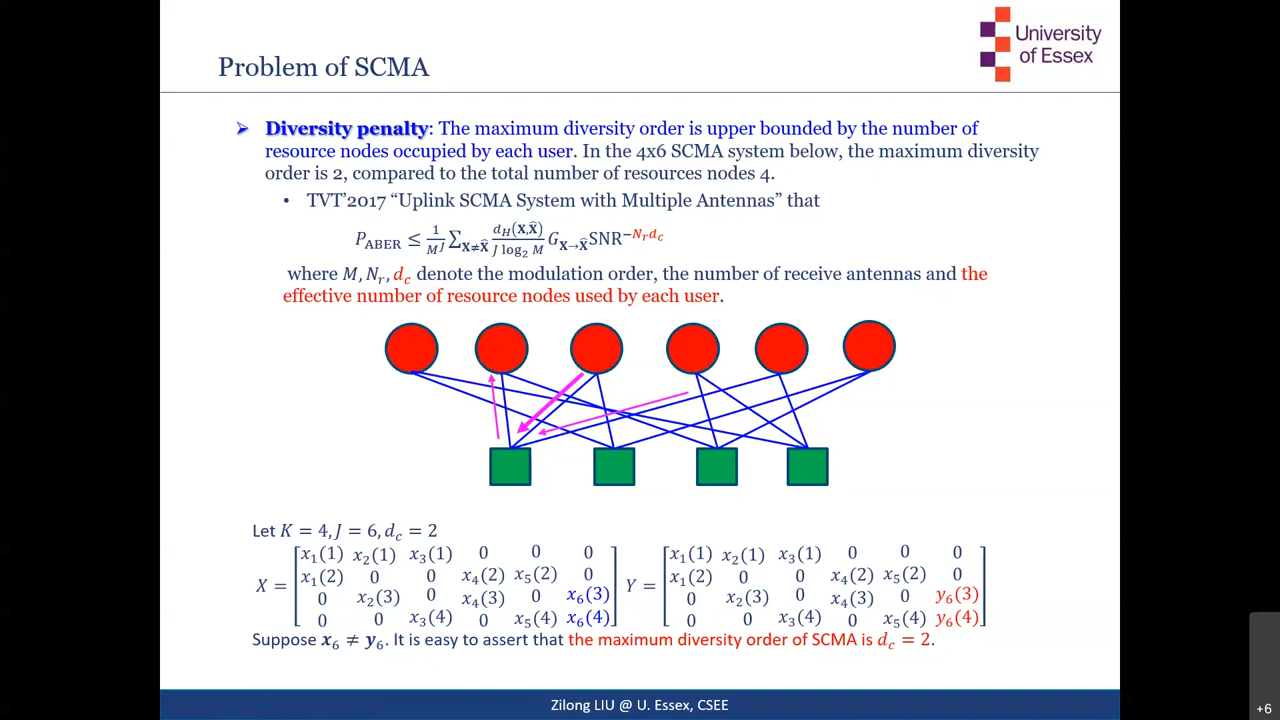 University
of Essex
Problem of SCMA
➢ Diversity penalty: The maximum diversity order is upper bounded by the number of
resource nodes occupied by each user. In the 4x6 SCMA system below, the maximum diversity
order is 2, compared to the total number of resources nodes 4.
• TVT'2017 “Uplink SCMA System with Multiple Antennas” that
P_ABER ≤ 1/M^J ∑_{X≠X̂} d_H(X,X̂)/(J log₂ M) G_{X→X̂} SNR^{−N_r d_c}
where M, N_r, d_c denote the modulation order, the number of receive antennas and the
effective number of resource nodes used by each user.
Let K = 4, J = 6, d_c = 2
X = [x₁(1) x₂(1) x₃(1) 0 0 0
x₁(2) 0 0 x₄(2) x₅(2) 0
0 x₂(3) 0 x₄(3) 0 x₆(3)
0 0 x₃(4) 0 x₅(4) x₆(4)]
Y = [x₁(1) x₂(1) x₃(1) 0 0 0
x₁(2) 0 0 x₄(2) x₅(2) 0
0 x₂(3) 0 x₄(3) 0 y₆(3)
0 0 x₃(4) 0 x₅(4) y₆(4)]
Suppose x₆ ≠ y₆. It is easy to assert that the maximum diversity order of SCMA is d_c = 2.
Zilong LIU @ U. Essex, CSEE
+6